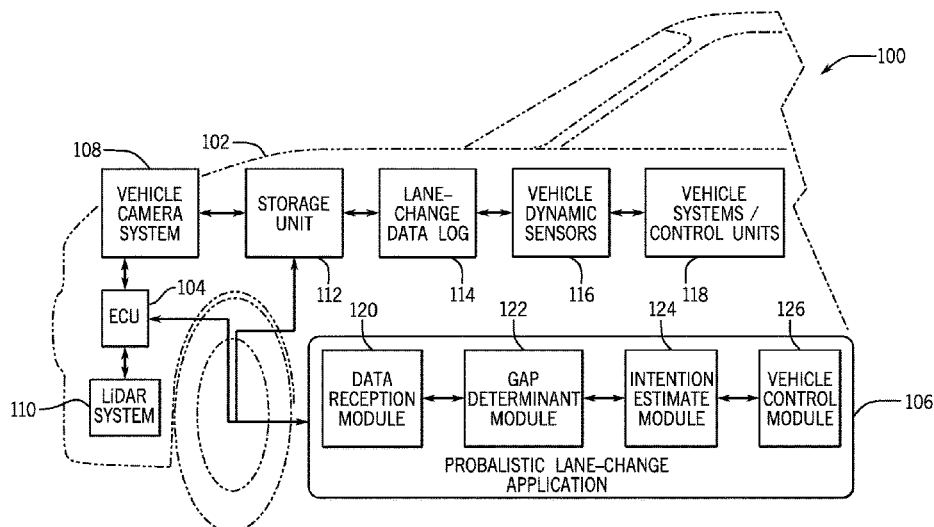 100
102
108
VEHICLE
CAMERA
SYSTEM
STORAGE
UNIT
LANE-
CHANGE
DATA LOG
VEHICLE
DYNAMIC
SENSORS
VEHICLE
SYSTEMS /
CONTROL UNITS
104
112
114
116
118
ECU
120
122
124
126
LiDAR
SYSTEM
110
DATA
RECEPTION
MODULE
GAP
DETERMINANT
MODULE
INTENTION
ESTIMATE
MODULE
VEHICLE
CONTROL
MODULE
106
PROBALISTIC LANE-CHANGE
APPLICATION